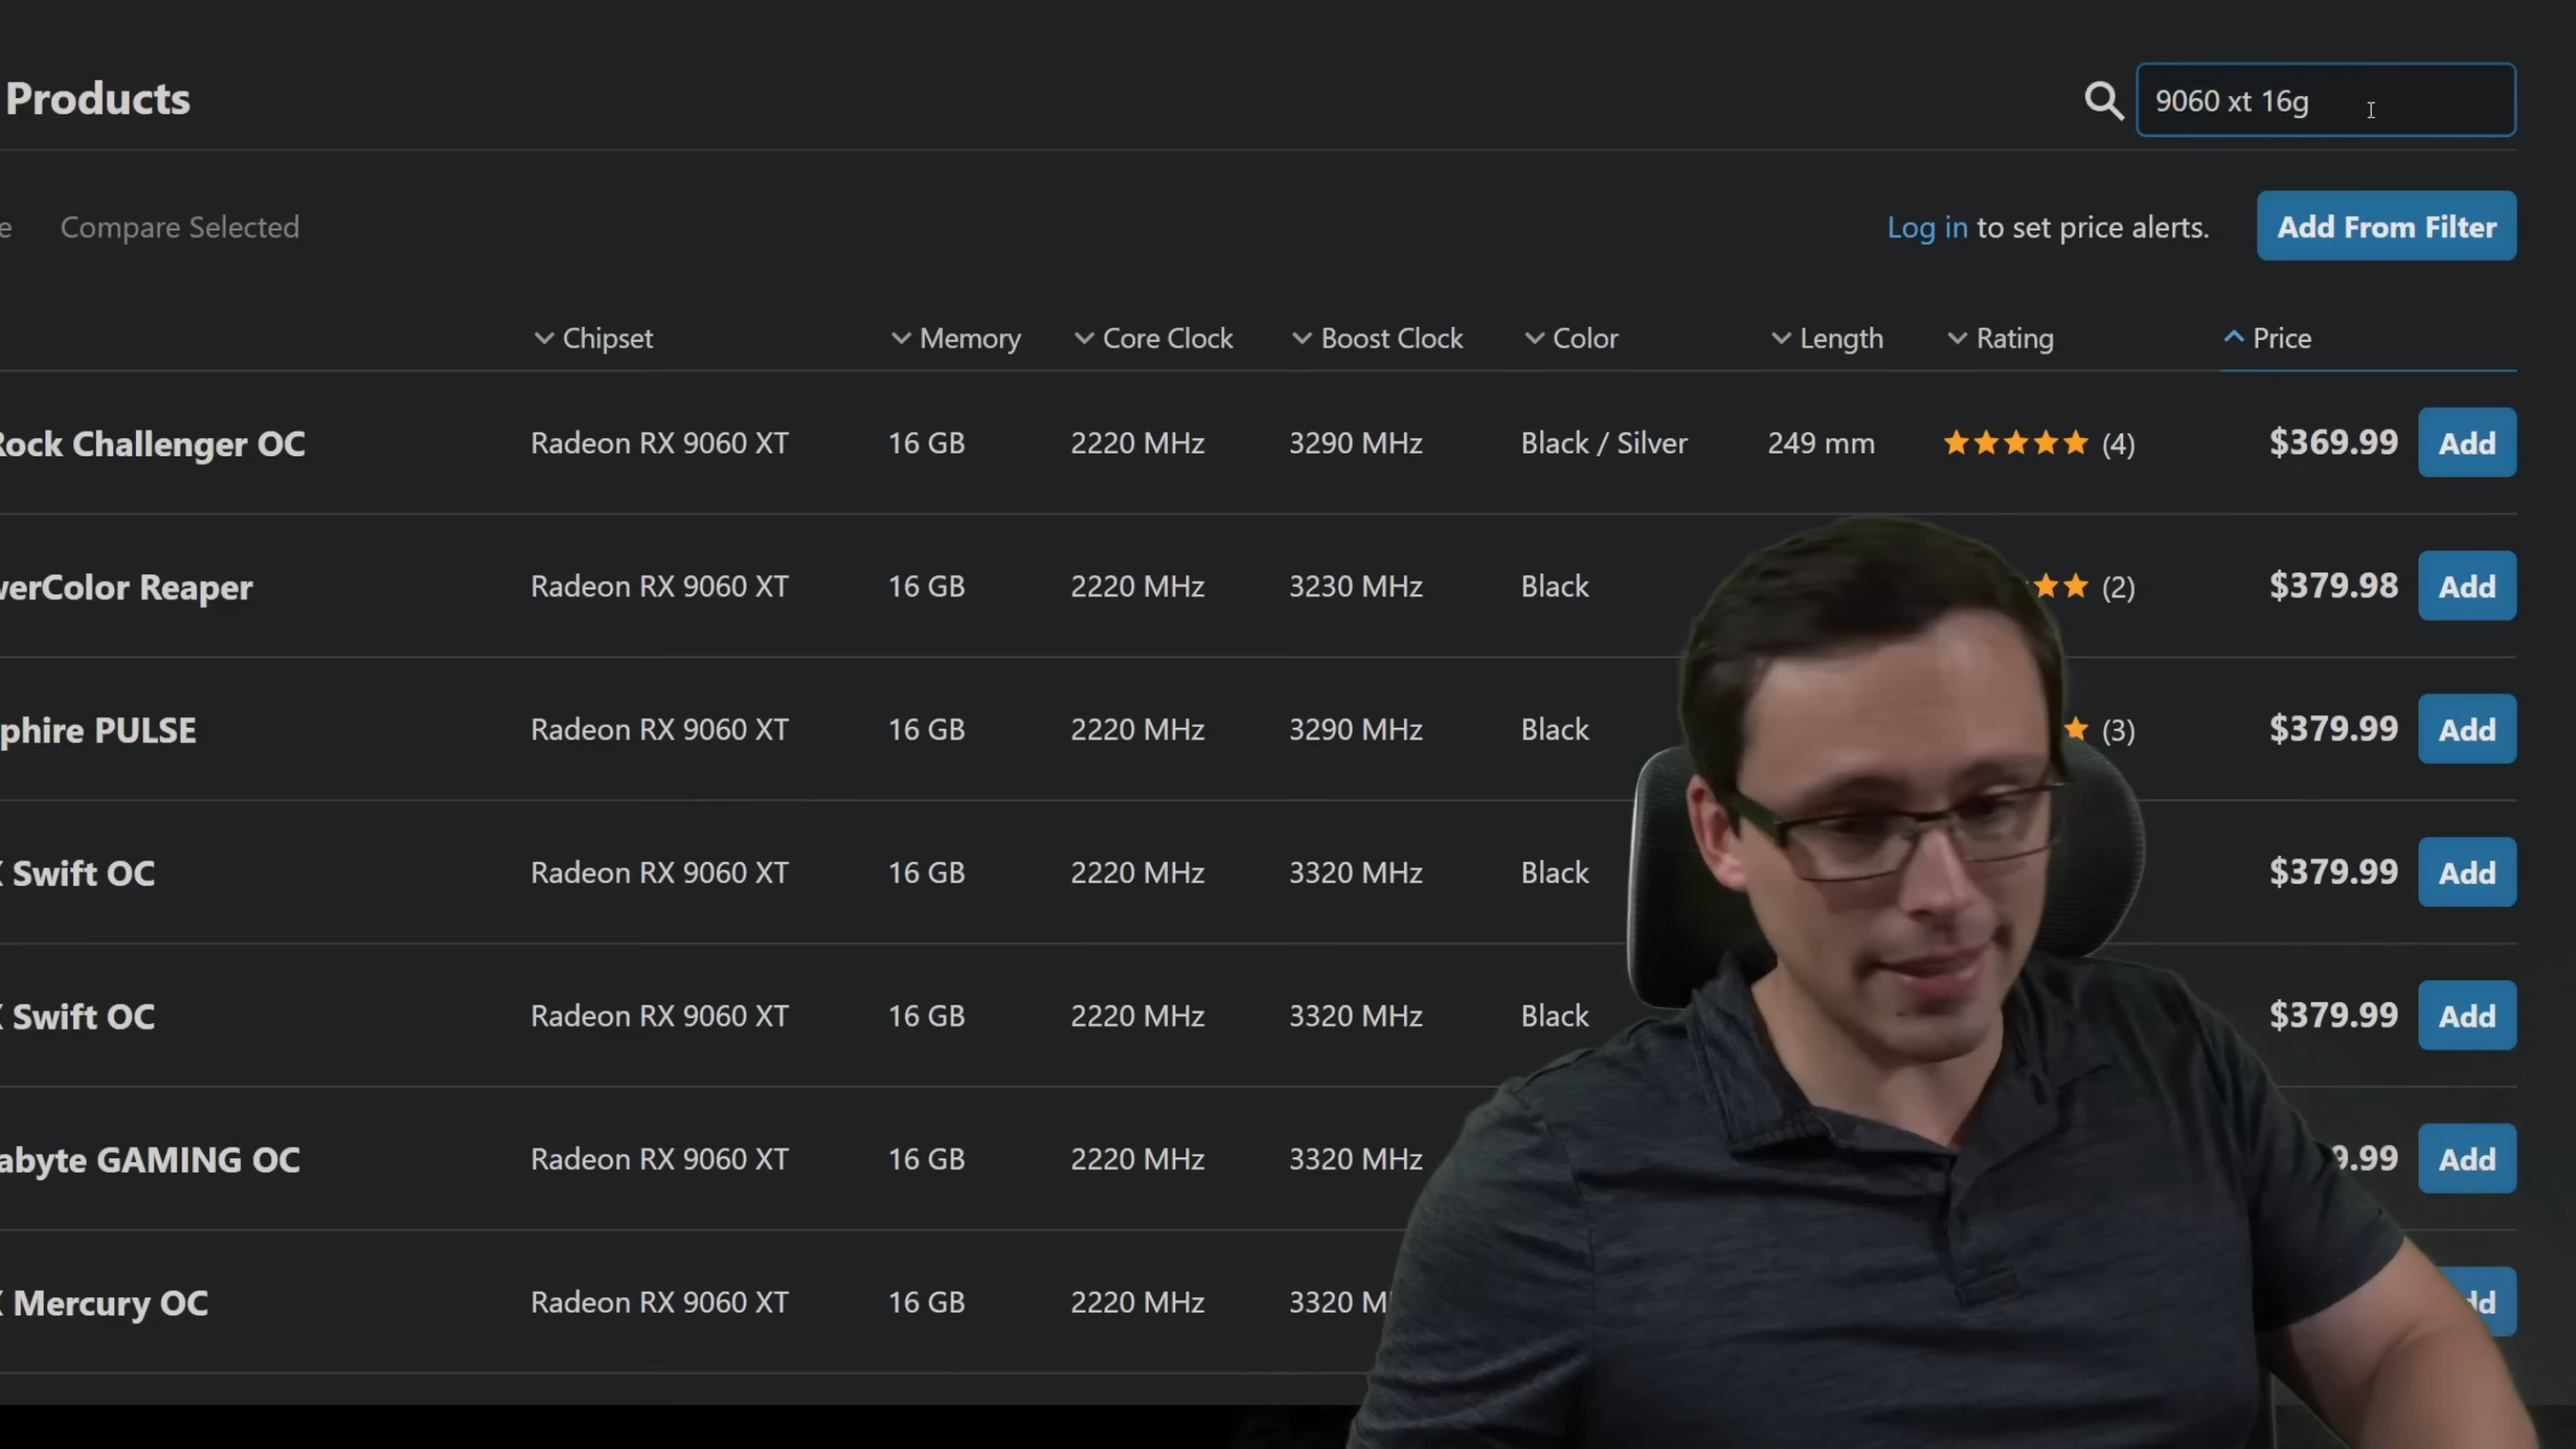 Products
9060 xt 16g
Compare Selected
Log in to set price alerts.
Add From Filter
Chipset Memory Core Clock Boost Clock Color Length Rating Price
Rock Challenger OC Radeon RX 9060 XT 16 GB 2220 MHz 3290 MHz Black / Silver 249 mm (4) $369.99 Add
werColor Reaper Radeon RX 9060 XT 16 GB 2220 MHz 3230 MHz Black (2) $379.98 Add
phire PULSE Radeon RX 9060 XT 16 GB 2220 MHz 3290 MHz Black (3) $379.99 Add
Swift OC Radeon RX 9060 XT 16 GB 2220 MHz 3320 MHz Black $379.99 Add
Swift OC Radeon RX 9060 XT 16 GB 2220 MHz 3320 MHz Black $379.99 Add
abyte GAMING OC Radeon RX 9060 XT 16 GB 2220 MHz 3320 MHz 9.99 Add
Mercury OC Radeon RX 9060 XT 16 GB 2220 MHz 3320 M dd